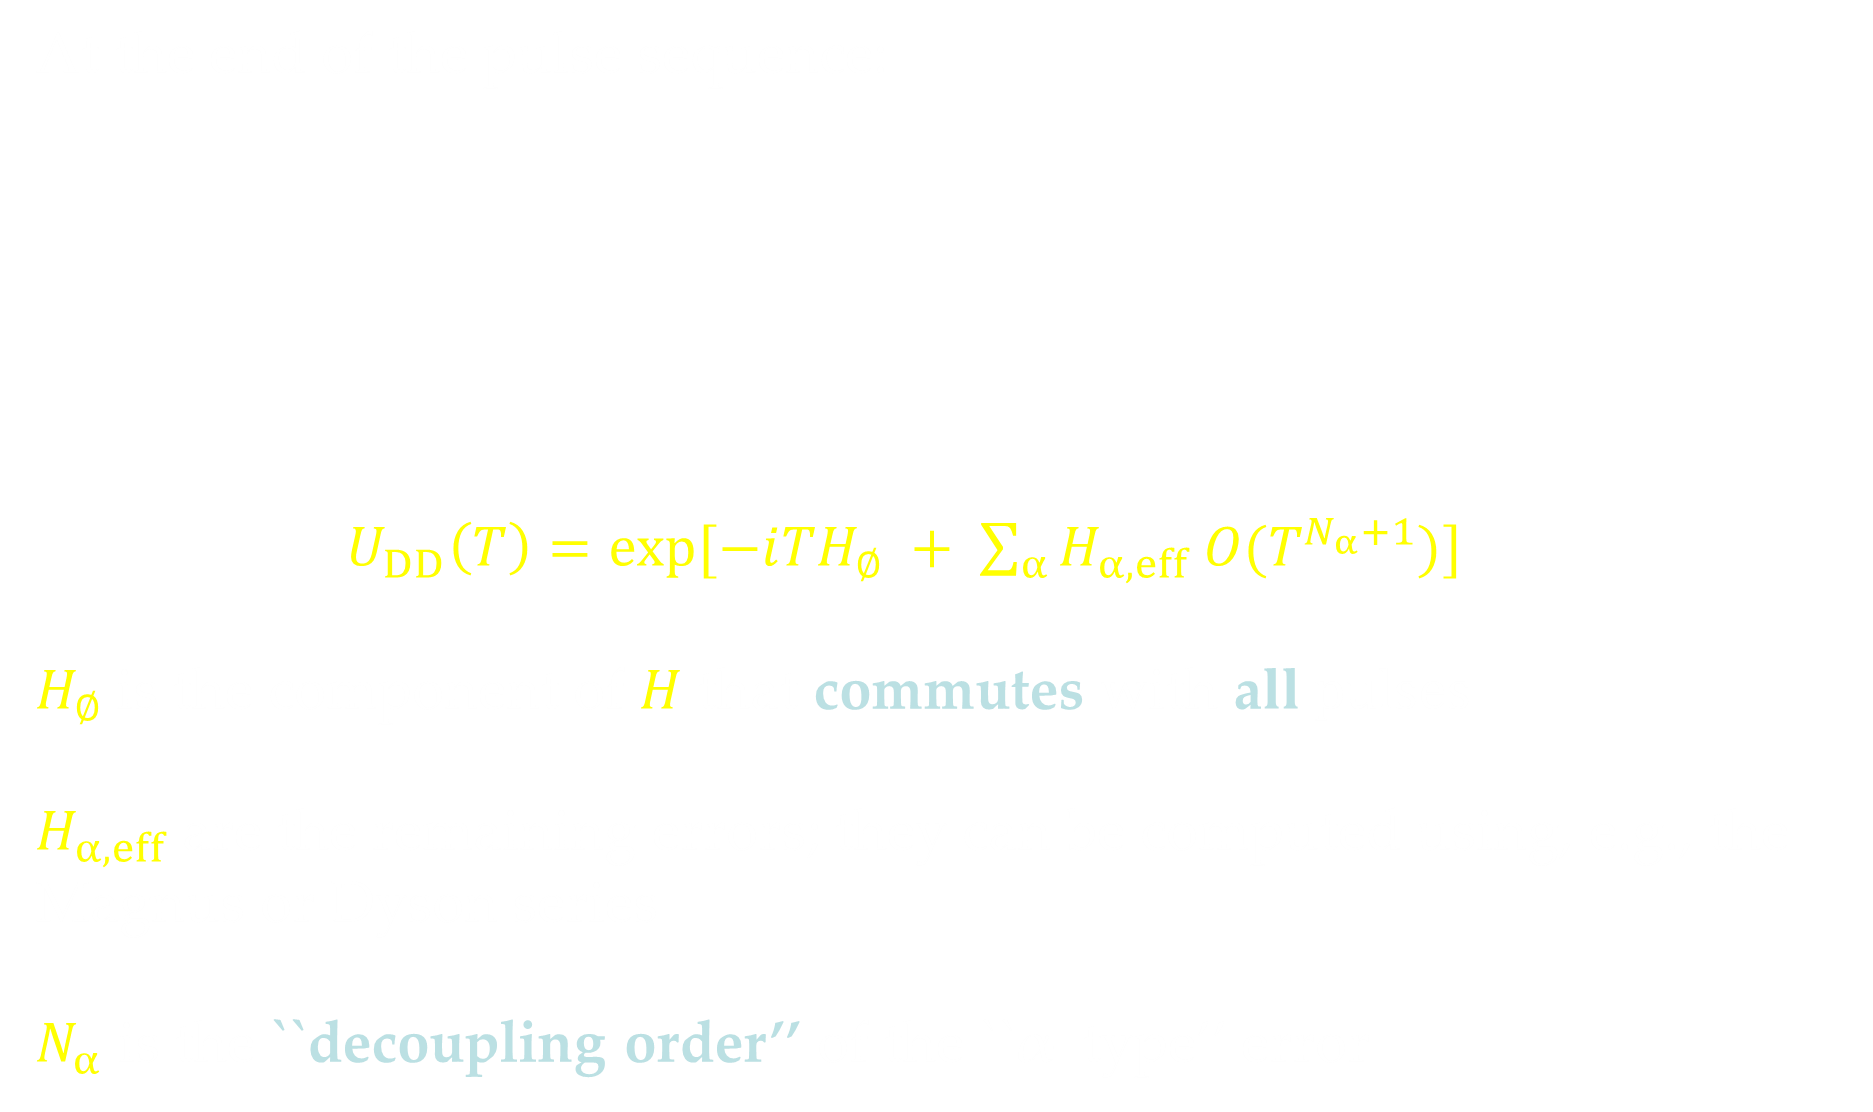 U_DD(T) = exp[−iTH_∅ + ∑_α H_α,eff O(T^{N_α+1})]
H_∅ H commutes all
H_α,eff
N_α ``decoupling order′′